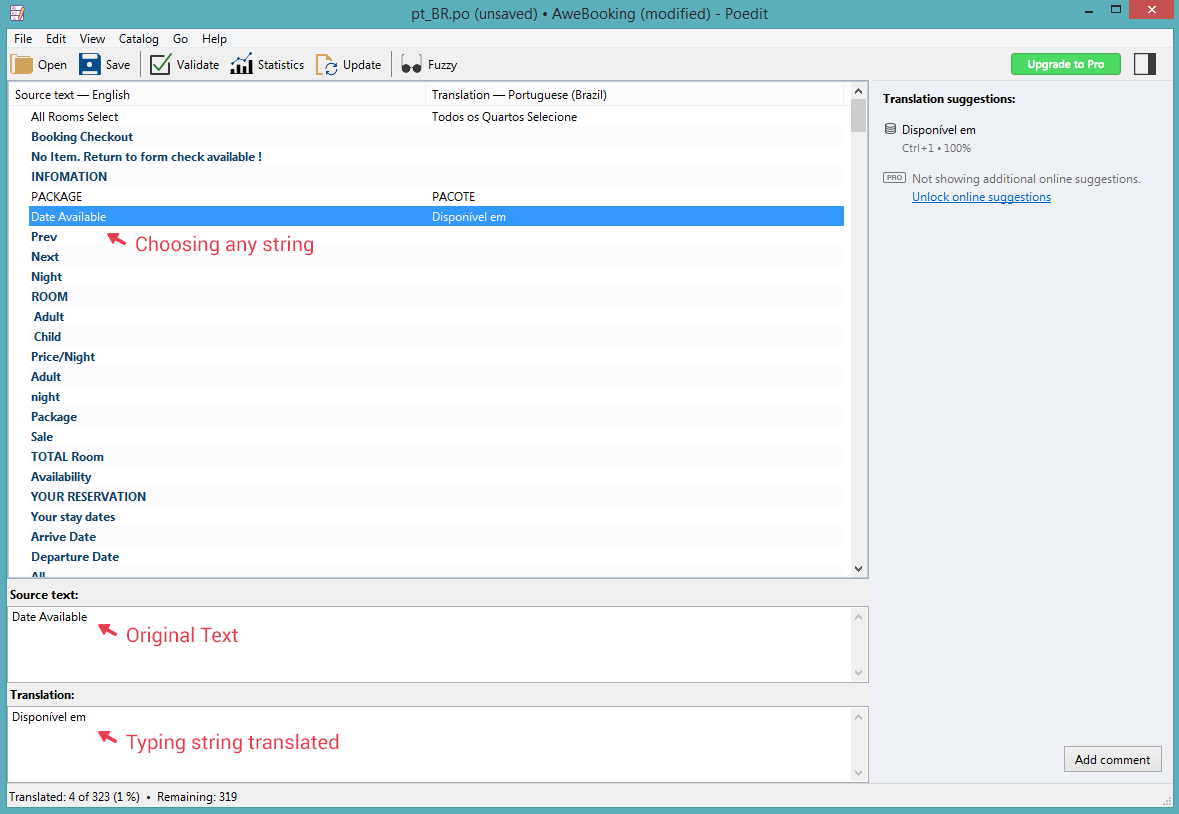 pt_BR.po (unsaved) • AweBooking (modified) - Poedit
File Edit View Catalog Go Help
Open Save Validate Statistics Update Fuzzy Upgrade to Pro
Source text — English Translation — Portuguese (Brazil)
All Rooms Select Todos os Quartos Selecione
Booking Checkout
No Item. Return to form check available !
INFOMATION
PACKAGE PACOTE
Date Available Disponível em
Prev
Choosing any string
Next
Night
ROOM
Adult
Child
Price/Night
Adult
night
Package
Sale
TOTAL Room
Availability
YOUR RESERVATION
Your stay dates
Arrive Date
Departure Date
All
Source text:
Date Available
Original Text
Translation:
Disponível em
Typing string translated
Translation suggestions:
Disponível em
Ctrl+1 • 100%
PRO Not showing additional online suggestions.
Unlock online suggestions
Add comment
Translated: 4 of 323 (1 %) • Remaining: 319